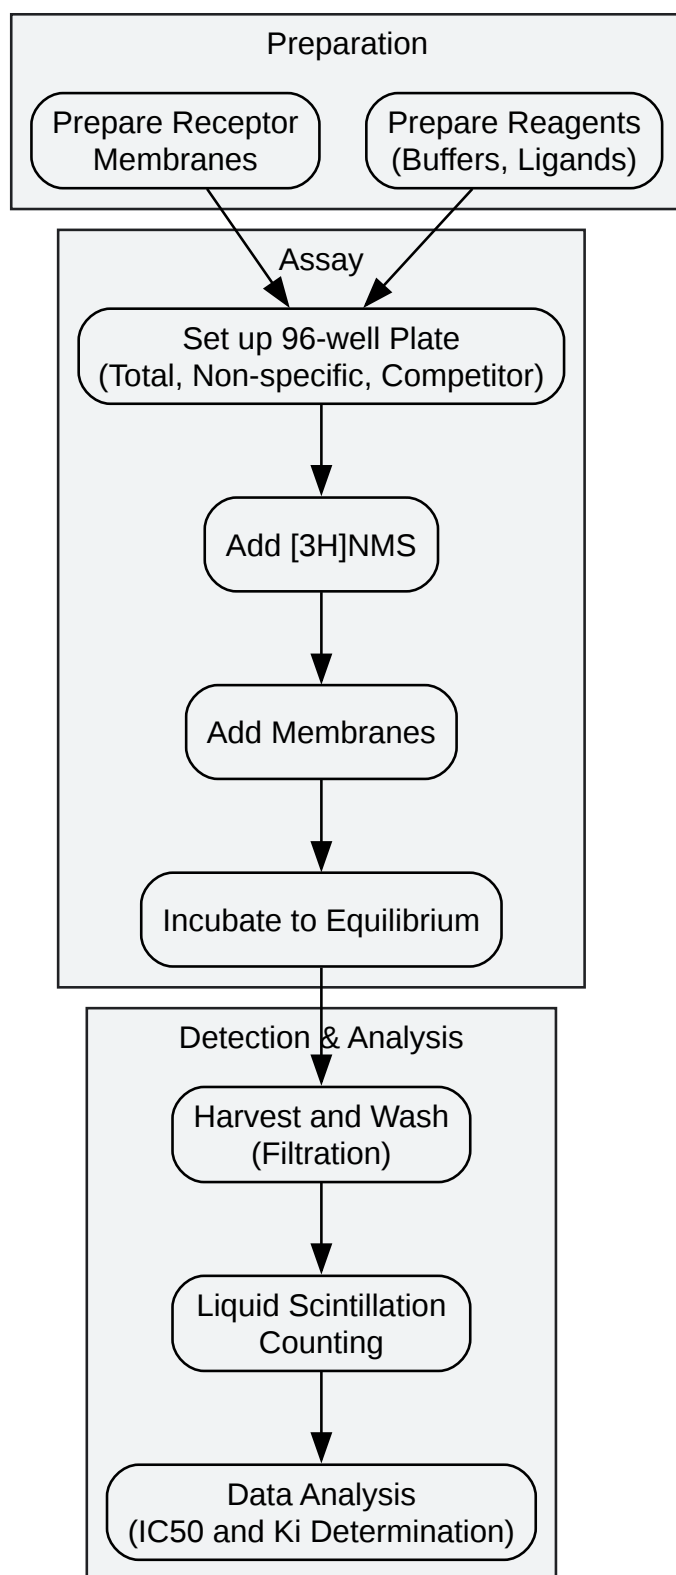 Preparation
Prepare Receptor
Membranes
Prepare Reagents
(Buffers, Ligands)
Assay
Set up 96-well Plate
(Total, Non-specific, Competitor)
Add [3H]NMS
Add Membranes
Incubate to Equilibrium
Detection & Analysis
Harvest and Wash
(Filtration)
Liquid Scintillation
Counting
Data Analysis
(IC50 and Ki Determination)